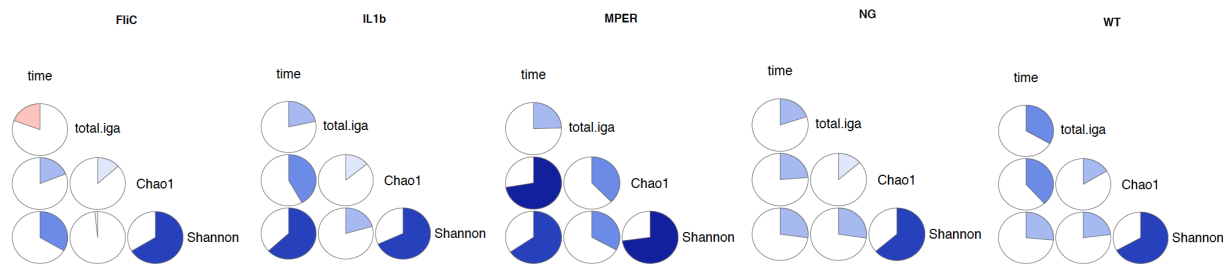 FliC
time
total.iga
Chao1
Shannon
IL1b
time
total.iga
Chao1
Shannon
MPER
time
total.iga
Chao1
Shannon
NG
time
total.iga
Chao1
Shannon
WT
time
total.iga
Chao1
Shannon